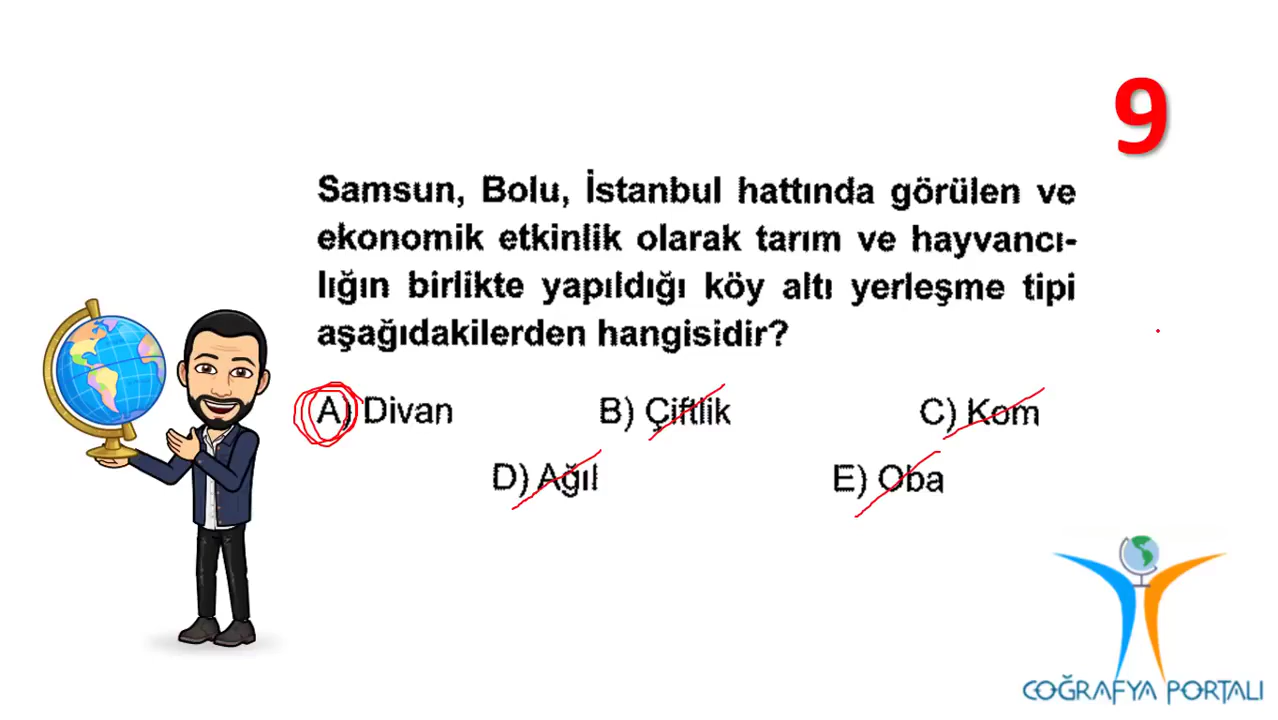 9
Samsun, Bolu, İstanbul hattında görülen ve
ekonomik etkinlik olarak tarım ve hayvancı-
lığın birlikte yapıldığı köy altı yerleşme tipi
aşağıdakilerden hangisidir?
A) Divan B) Çiftlik C) Kom
D) Ağıl E) Oba
COĞRAFYA PORTALI